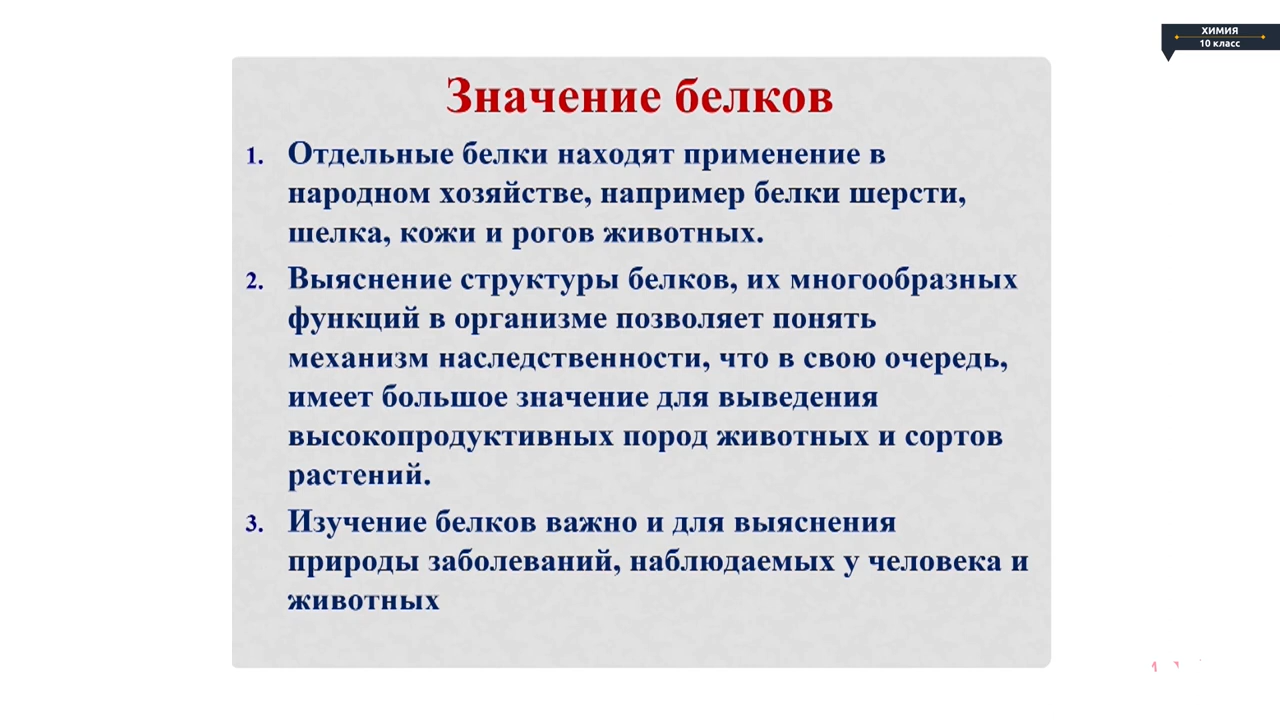 ХИМИЯ
10 класс
Значение белков
1. Отдельные белки находят применение в
народном хозяйстве, например белки шерсти,
шелка, кожи и рогов животных.
2. Выяснение структуры белков, их многообразных
функций в организме позволяет понять
механизм наследственности, что в свою очередь,
имеет большое значение для выведения
высокопродуктивных пород животных и сортов
растений.
3. Изучение белков важно и для выяснения
природы заболеваний, наблюдаемых у человека и
животных